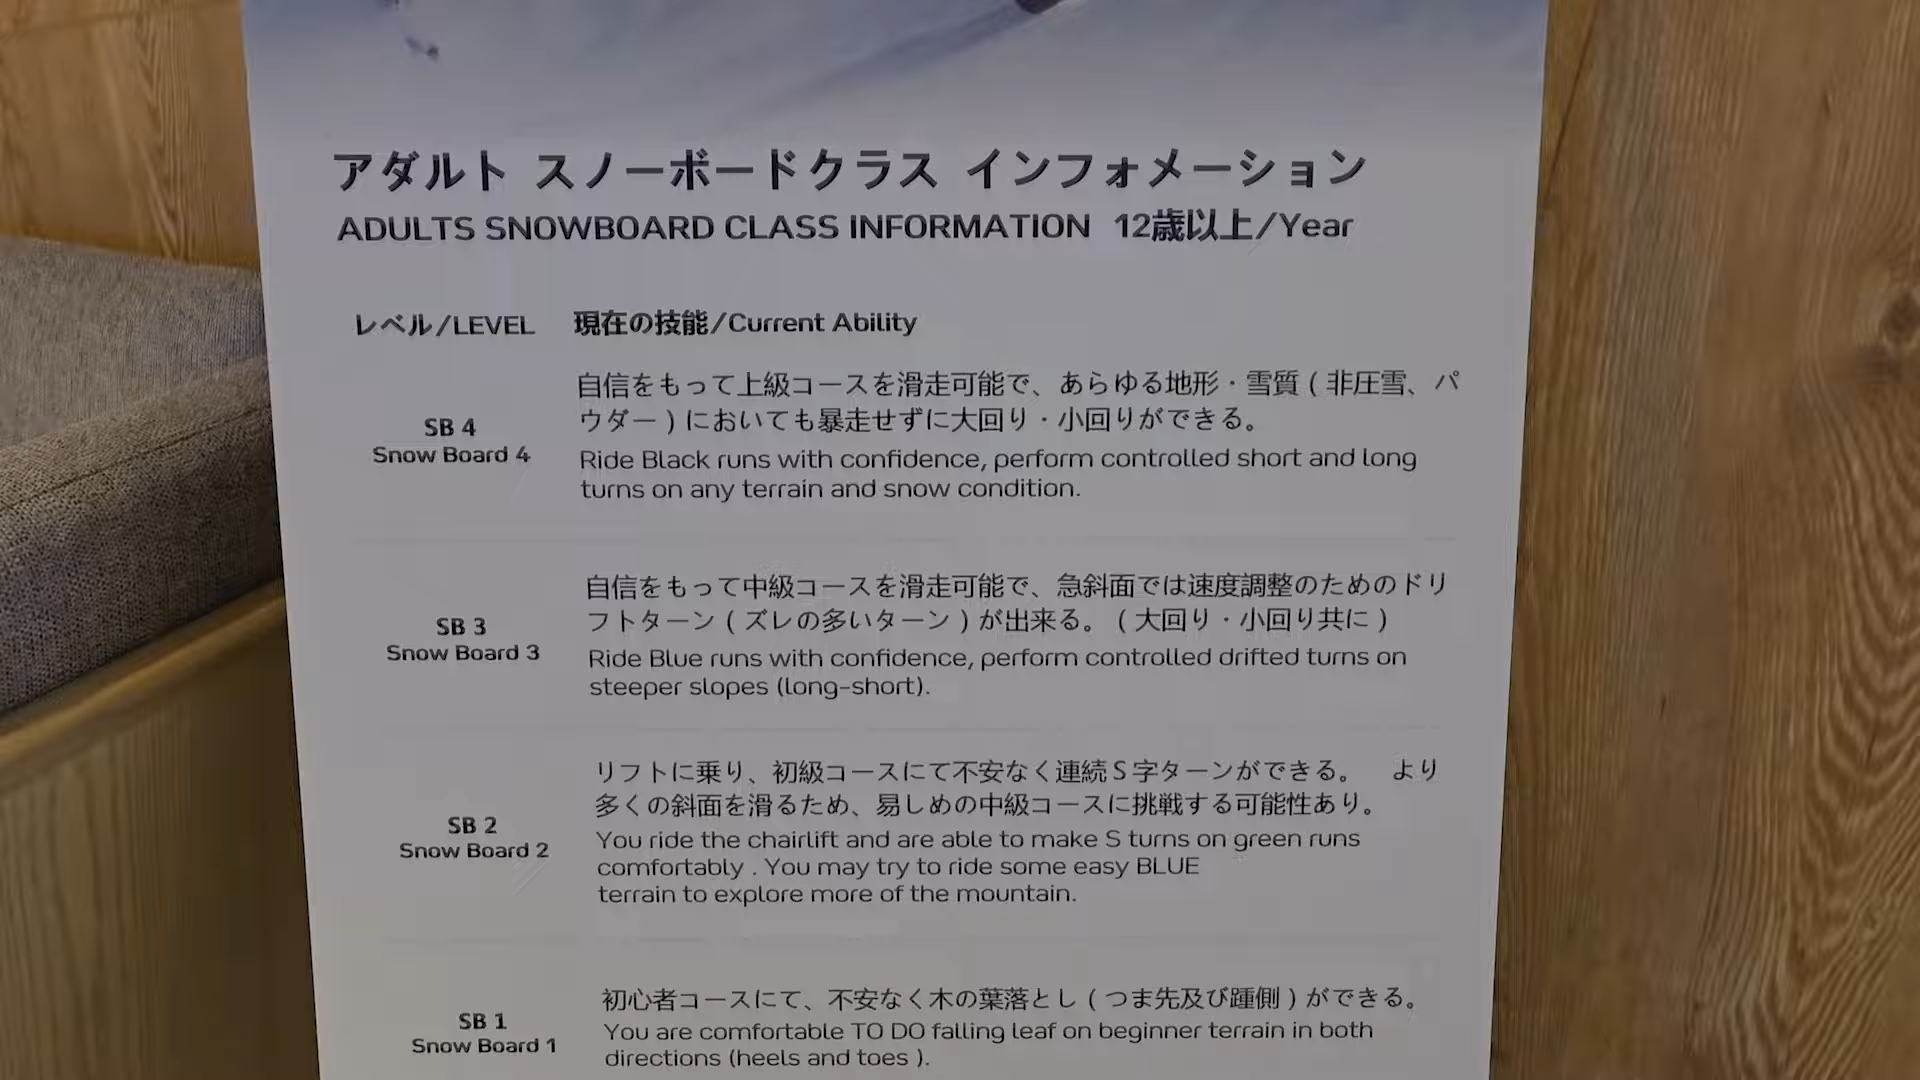 アダルト スノーボードクラス インフォメーション
ADULTS SNOWBOARD CLASS INFORMATION 12歳以上/Year
レベル/LEVEL 現在の技能/Current Ability
自信をもって上級コースを滑走可能で、あらゆる地形・雪質(非圧雪、パ
ウダー)においても暴走せずに大回り・小回りができる。
SB 4
Snow Board 4
Ride Black runs with confidence, perform controlled short and long
turns on any terrain and snow condition.
自信をもって中級コースを滑走可能で、急斜面では速度調整のためのドリ
フトターン(ズレの多いターン)が出来る。(大回り・小回り共に)
SB 3
Snow Board 3
Ride Blue runs with confidence, perform controlled drifted turns on
steeper slopes (long-short).
リフトに乗り、初級コースにて不安なく連続S字ターンができる。 より
多くの斜面を滑るため、易しめの中級コースに挑戦する可能性あり。
SB 2
Snow Board 2
You ride the chairlift and are able to make S turns on green runs
comfortably . You may try to ride some easy BLUE
terrain to explore more of the mountain.
初心者コースにて、不安なく木の葉落とし(つま先及び踵側)ができる。
SB 1
Snow Board 1
You are comfortable TO DO falling leaf on beginner terrain in both
directions (heels and toes ).